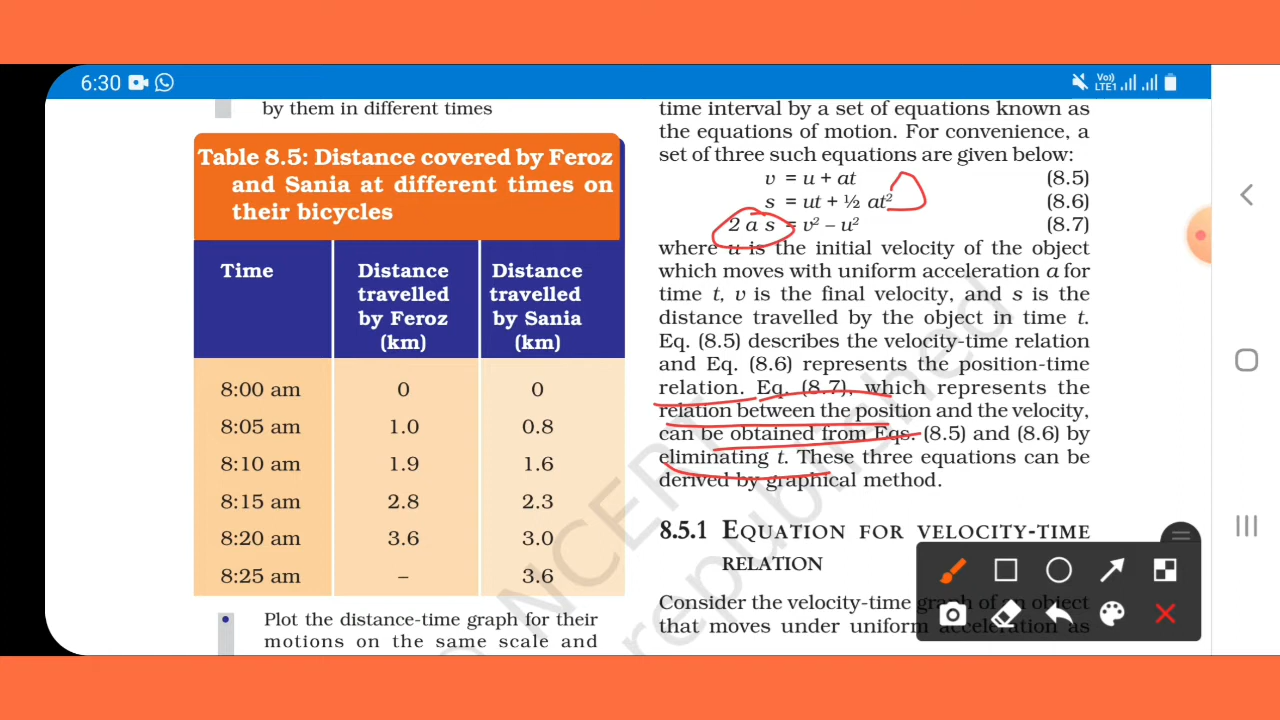 6:30
Vo) LTE1
by them in different times
Table 8.5: Distance covered by Feroz
and Sania at different times on
their bicycles
Time Distance travelled by Feroz (km) Distance travelled by Sania (km)
8:00 am 0 0
8:05 am 1.0 0.8
8:10 am 1.9 1.6
8:15 am 2.8 2.3
8:20 am 3.6 3.0
8:25 am – 3.6
• Plot the distance-time graph for their
motions on the same scale and
time interval by a set of equations known as
the equations of motion. For convenience, a
set of three such equations are given below:
v = u + at (8.5)
s = ut + ½ at² (8.6)
2 a s = v² – u² (8.7)
where u is the initial velocity of the object
which moves with uniform acceleration a for
time t, v is the final velocity, and s is the
distance travelled by the object in time t.
Eq. (8.5) describes the velocity-time relation
and Eq. (8.6) represents the position-time
relation. Eq. (8.7), which represents the
relation between the position and the velocity,
can be obtained from Eqs. (8.5) and (8.6) by
eliminating t. These three equations can be
derived by graphical method.
8.5.1 EQUATION FOR VELOCITY-TIME
RELATION
Consider the velocity-time graph of an object
that moves under uniform acceleration as
NCERT
republished